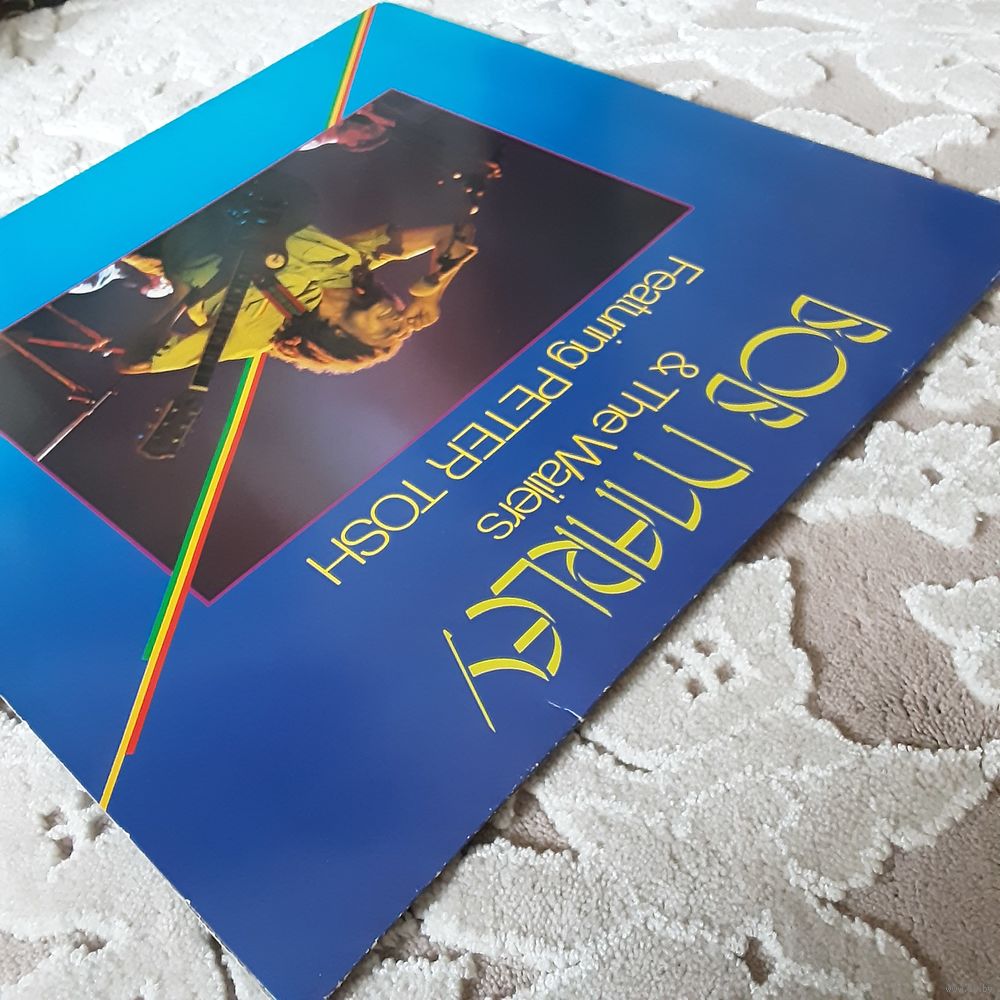 BOB MARLEY
& The Wailers
Featuring PETER TOSH